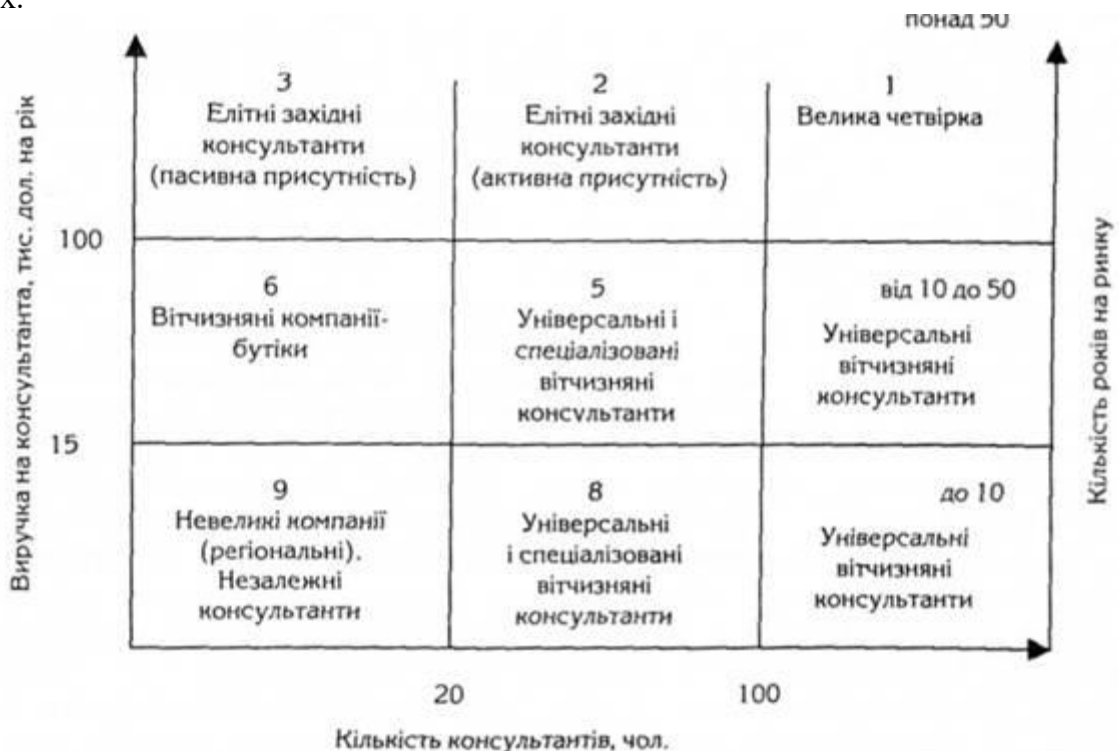 х.
понад 50
Виручка на консультанта, тис. дол. на рік
3
Елітні західні
консультанти
(пасивна присутність)
2
Елітні західні
консультанти
(активна присутність)
1
Велика четвірка
100
6
Вітчизняні компанії-
бутіки
5
Універсальні і
спеціалізовані
вітчизняні
консультанти
від 10 до 50
Універсальні
вітчизняні
консультанти
15
9
Невеликі компанії
(регіональні).
Незалежні
консультанти
8
Універсальні
і спеціалізовані
вітчизняні
консультанти
до 10
Універсальні
вітчизняні
консультанти
Кількість років на ринку
20
100
Кількість консультантів, чол.